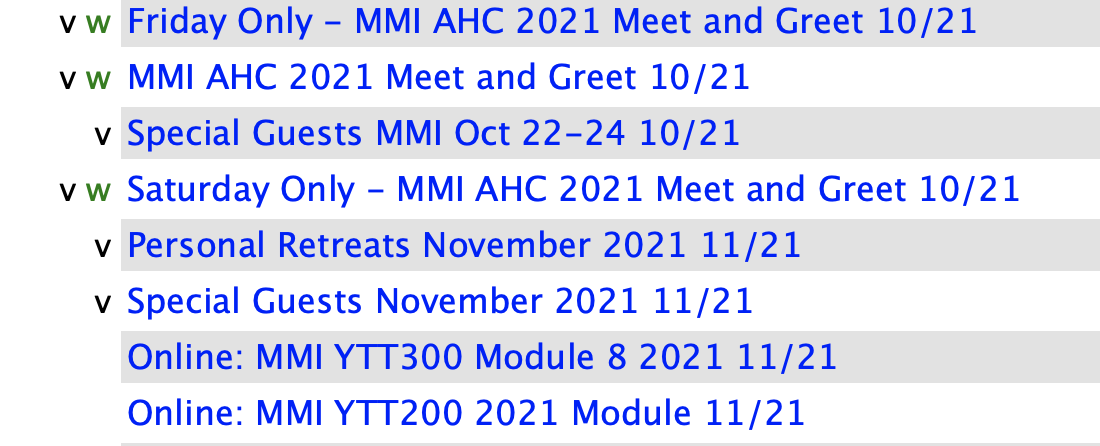 v w Friday Only – MMI AHC 2021 Meet and Greet 10/21
v w MMI AHC 2021 Meet and Greet 10/21
v Special Guests MMI Oct 22–24 10/21
v w Saturday Only – MMI AHC 2021 Meet and Greet 10/21
v Personal Retreats November 2021 11/21
v Special Guests November 2021 11/21
Online: MMI YTT300 Module 8 2021 11/21
Online: MMI YTT200 2021 Module 11/21